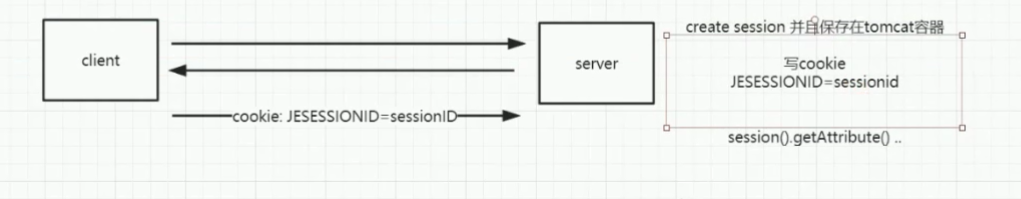 create session 并且保存在tomcat容器
client
server
写cookie
JESESSIONID=sessionid
cookie: JESESSIONID=sessionID
session().getAttribute() ..